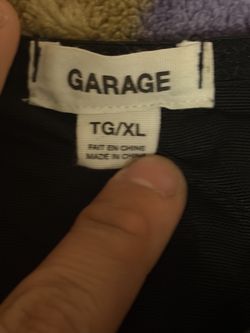 GARAGE
TG/XL
FAIT EN CHINE
MADE IN CHINA